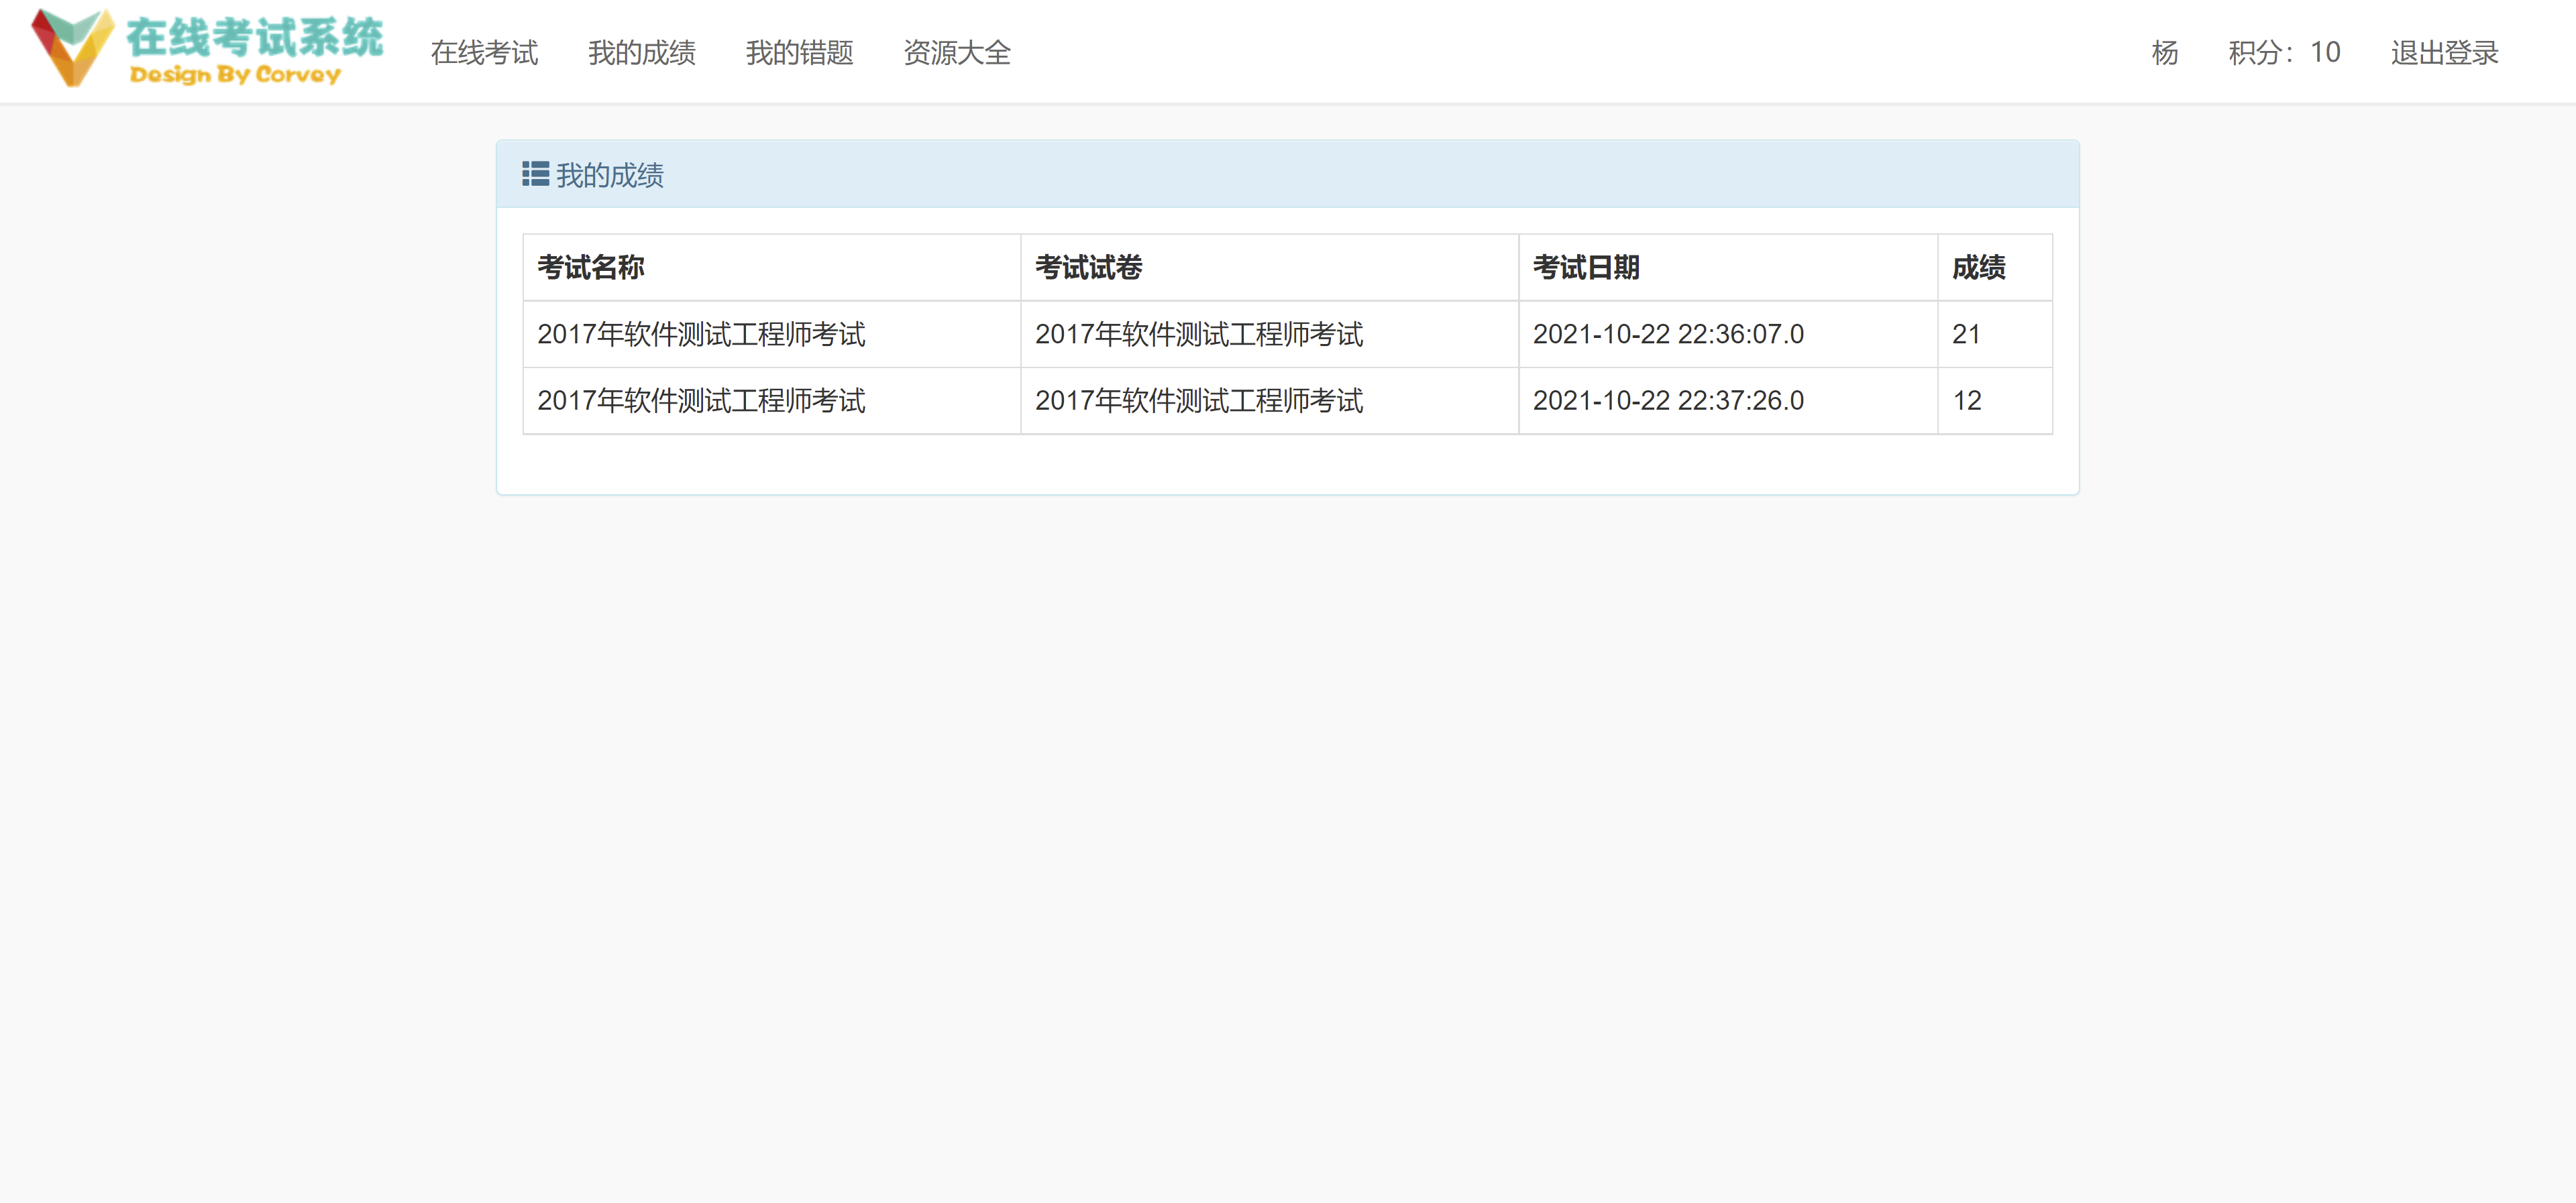 在线考试系统
Design By Corvey
在线考试 我的成绩 我的错题 资源大全 杨 积分：10 退出登录
我的成绩
考试名称 考试试卷 考试日期 成绩
2017年软件测试工程师考试 2017年软件测试工程师考试 2021-10-22 22:36:07.0 21
2017年软件测试工程师考试 2017年软件测试工程师考试 2021-10-22 22:37:26.0 12